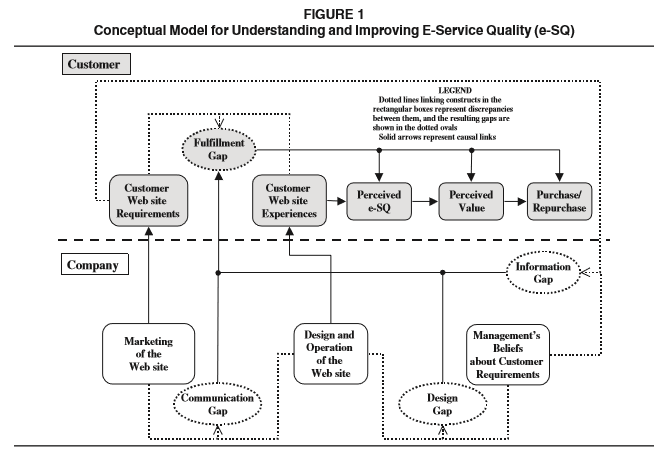 FIGURE 1
Conceptual Model for Understanding and Improving E-Service Quality (e-SQ)
Customer
LEGEND
Dotted lines linking constructs in the
rectangular boxes represent discrepancies
between them, and the resulting gaps are
shown in the dotted ovals
Solid arrows represent causal links
Fulfillment
Gap
Customer
Web site
Requirements
Customer
Web site
Experiences
Perceived
e-SQ
Perceived
Value
Purchase/
Repurchase
Company
Information
Gap
Marketing
of the
Web site
Design and
Operation
of the
Web site
Management's
Beliefs
about Customer
Requirements
Communication
Gap
Design
Gap